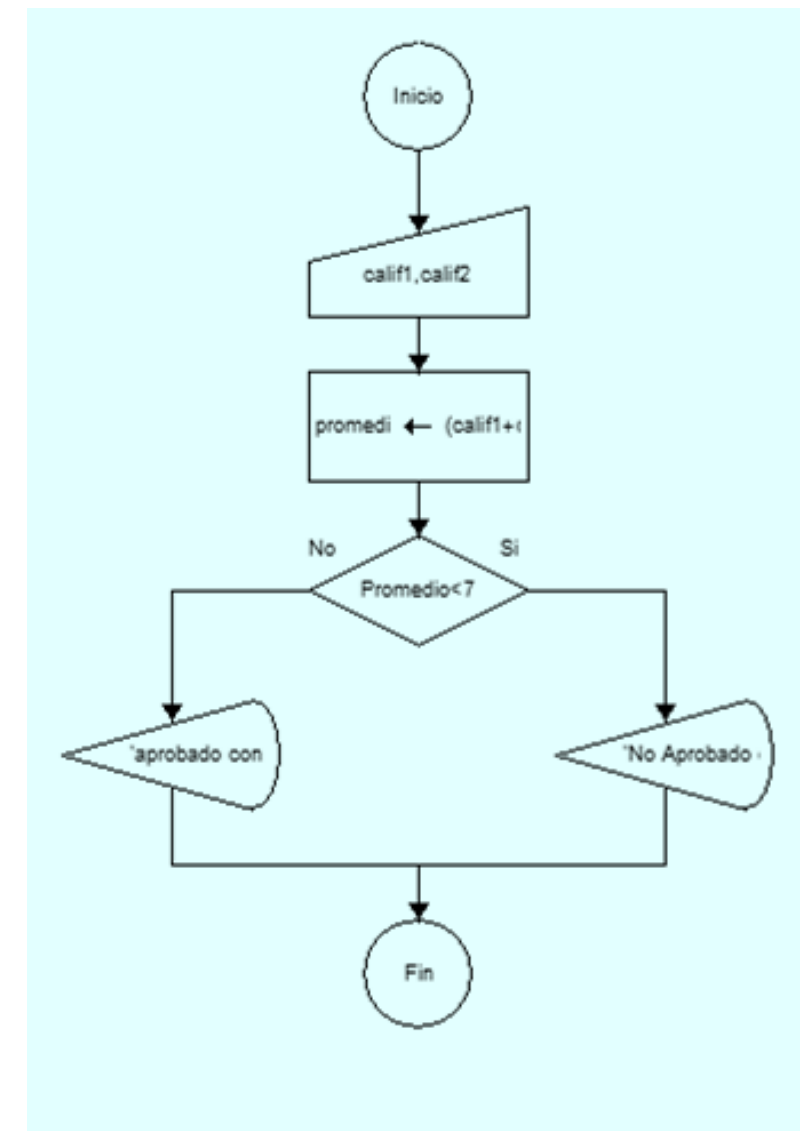 Inicio
calif1,calif2
promedi ← (calif1+
No
Si
Promedio<7
"aprobado con
"No Aprobado
Fin